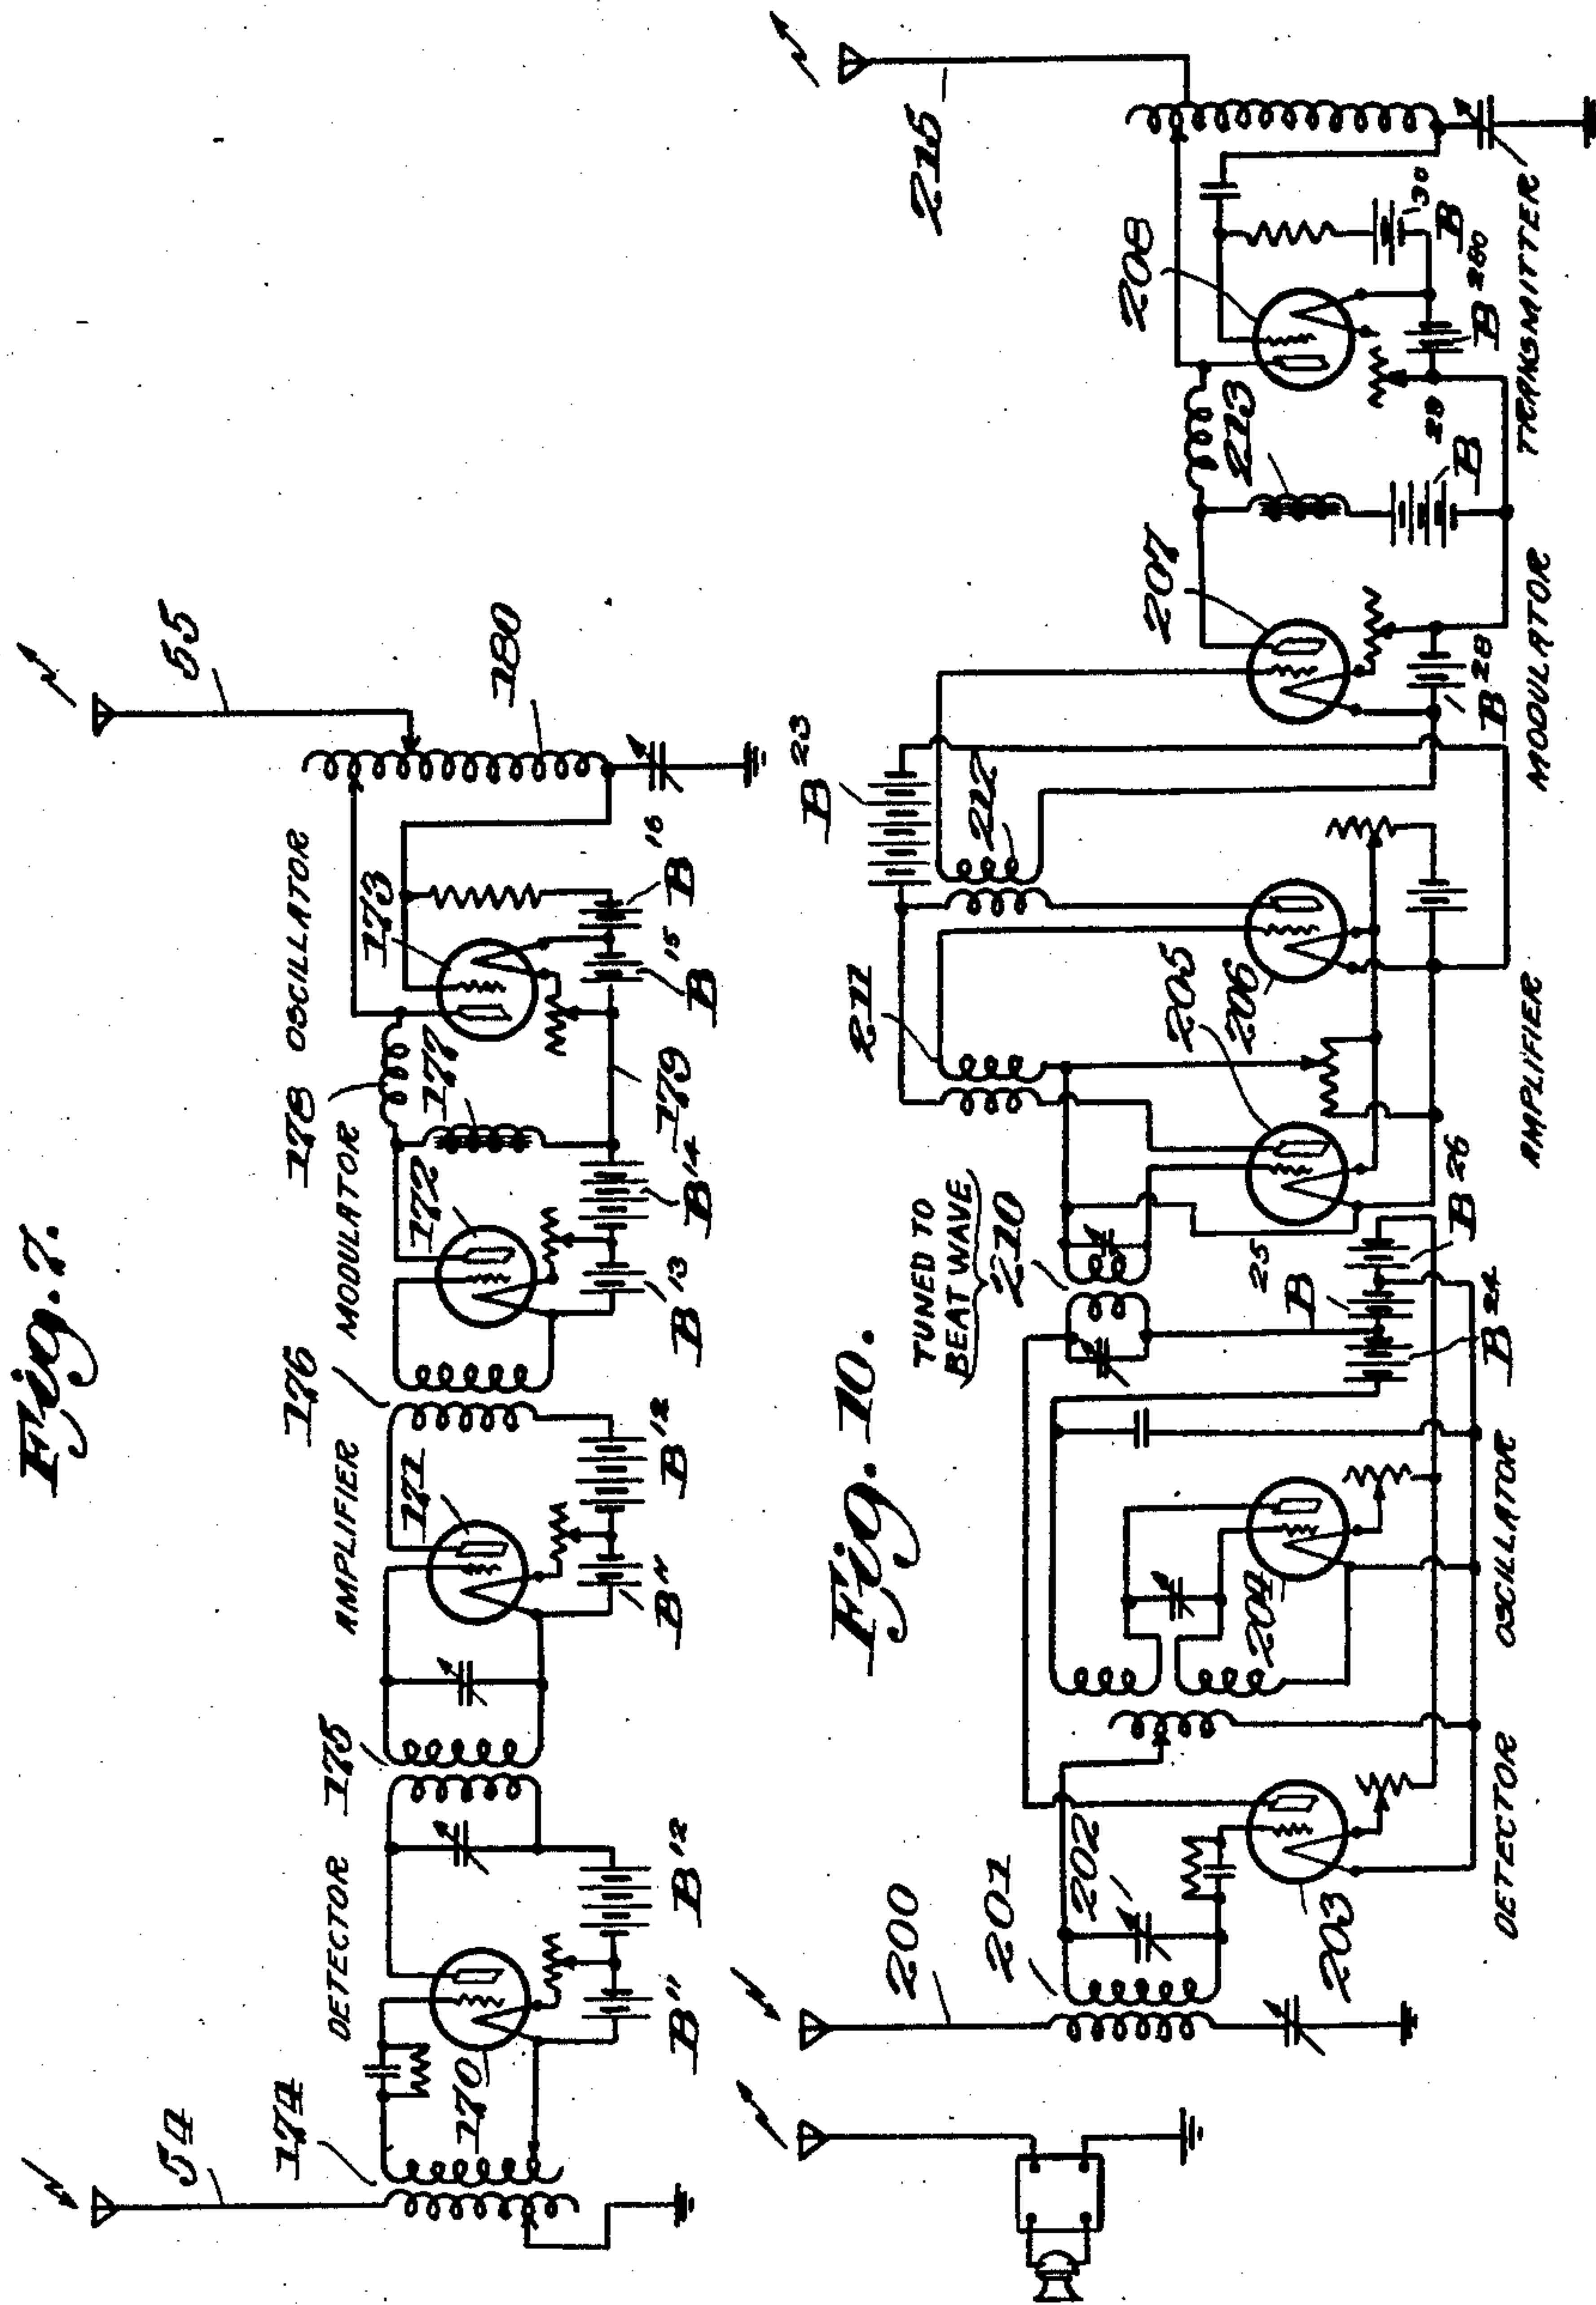 Fig. 7.
54
174
170
DETECTOR
B¹¹
B¹²
175
AMPLIFIER
171
B¹¹
B¹²
176
MODULATOR
172
B¹³
B¹⁴
178
177
179
OSCILLATOR
173
B¹⁵
B¹⁶
55
180
Fig. 10.
200
201
202
203
DETECTOR
204
OSCILLATOR
TUNED TO
BEAT WAVE
210
B²⁴
B²⁵
B²⁶
211
205
206
AMPLIFIER
B²³
212
207
B²⁸
MODULATOR
213
B²⁹
208
B²⁸⁰
B³⁰
TRANSMITTER
215